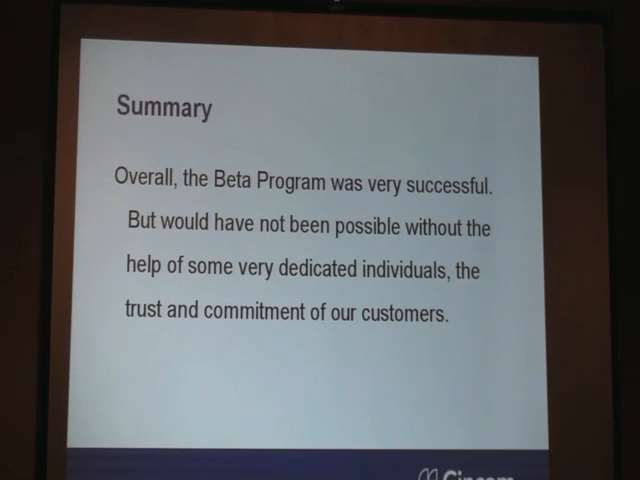 Summary
Overall, the Beta Program was very successful.
But would have not been possible without the
help of some very dedicated individuals, the
trust and commitment of our customers.